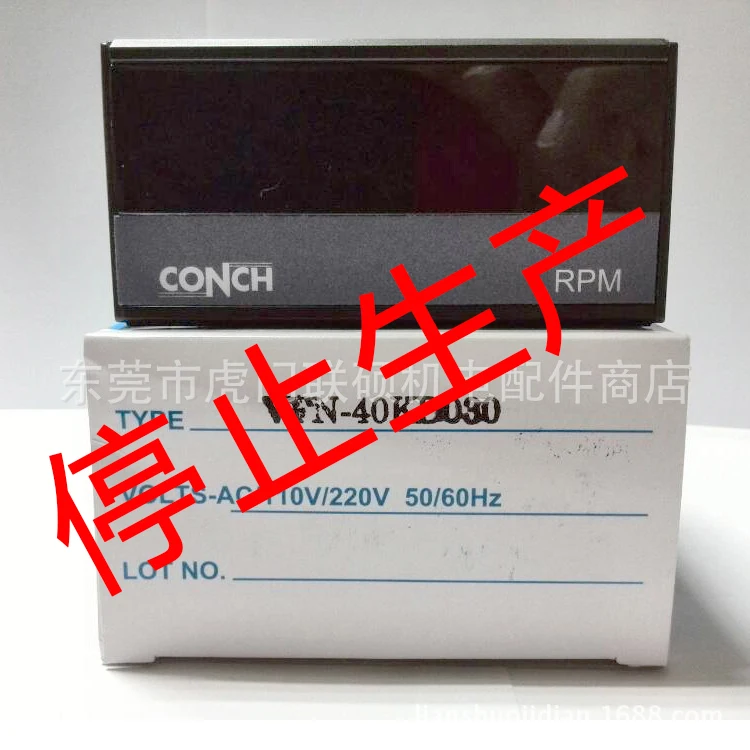 CONCH
RPM
停止生产
东莞市虎门联硕机电配件商店
TYPE
VOLTS-AC 110V/220V 50/60Hz
LOT NO.